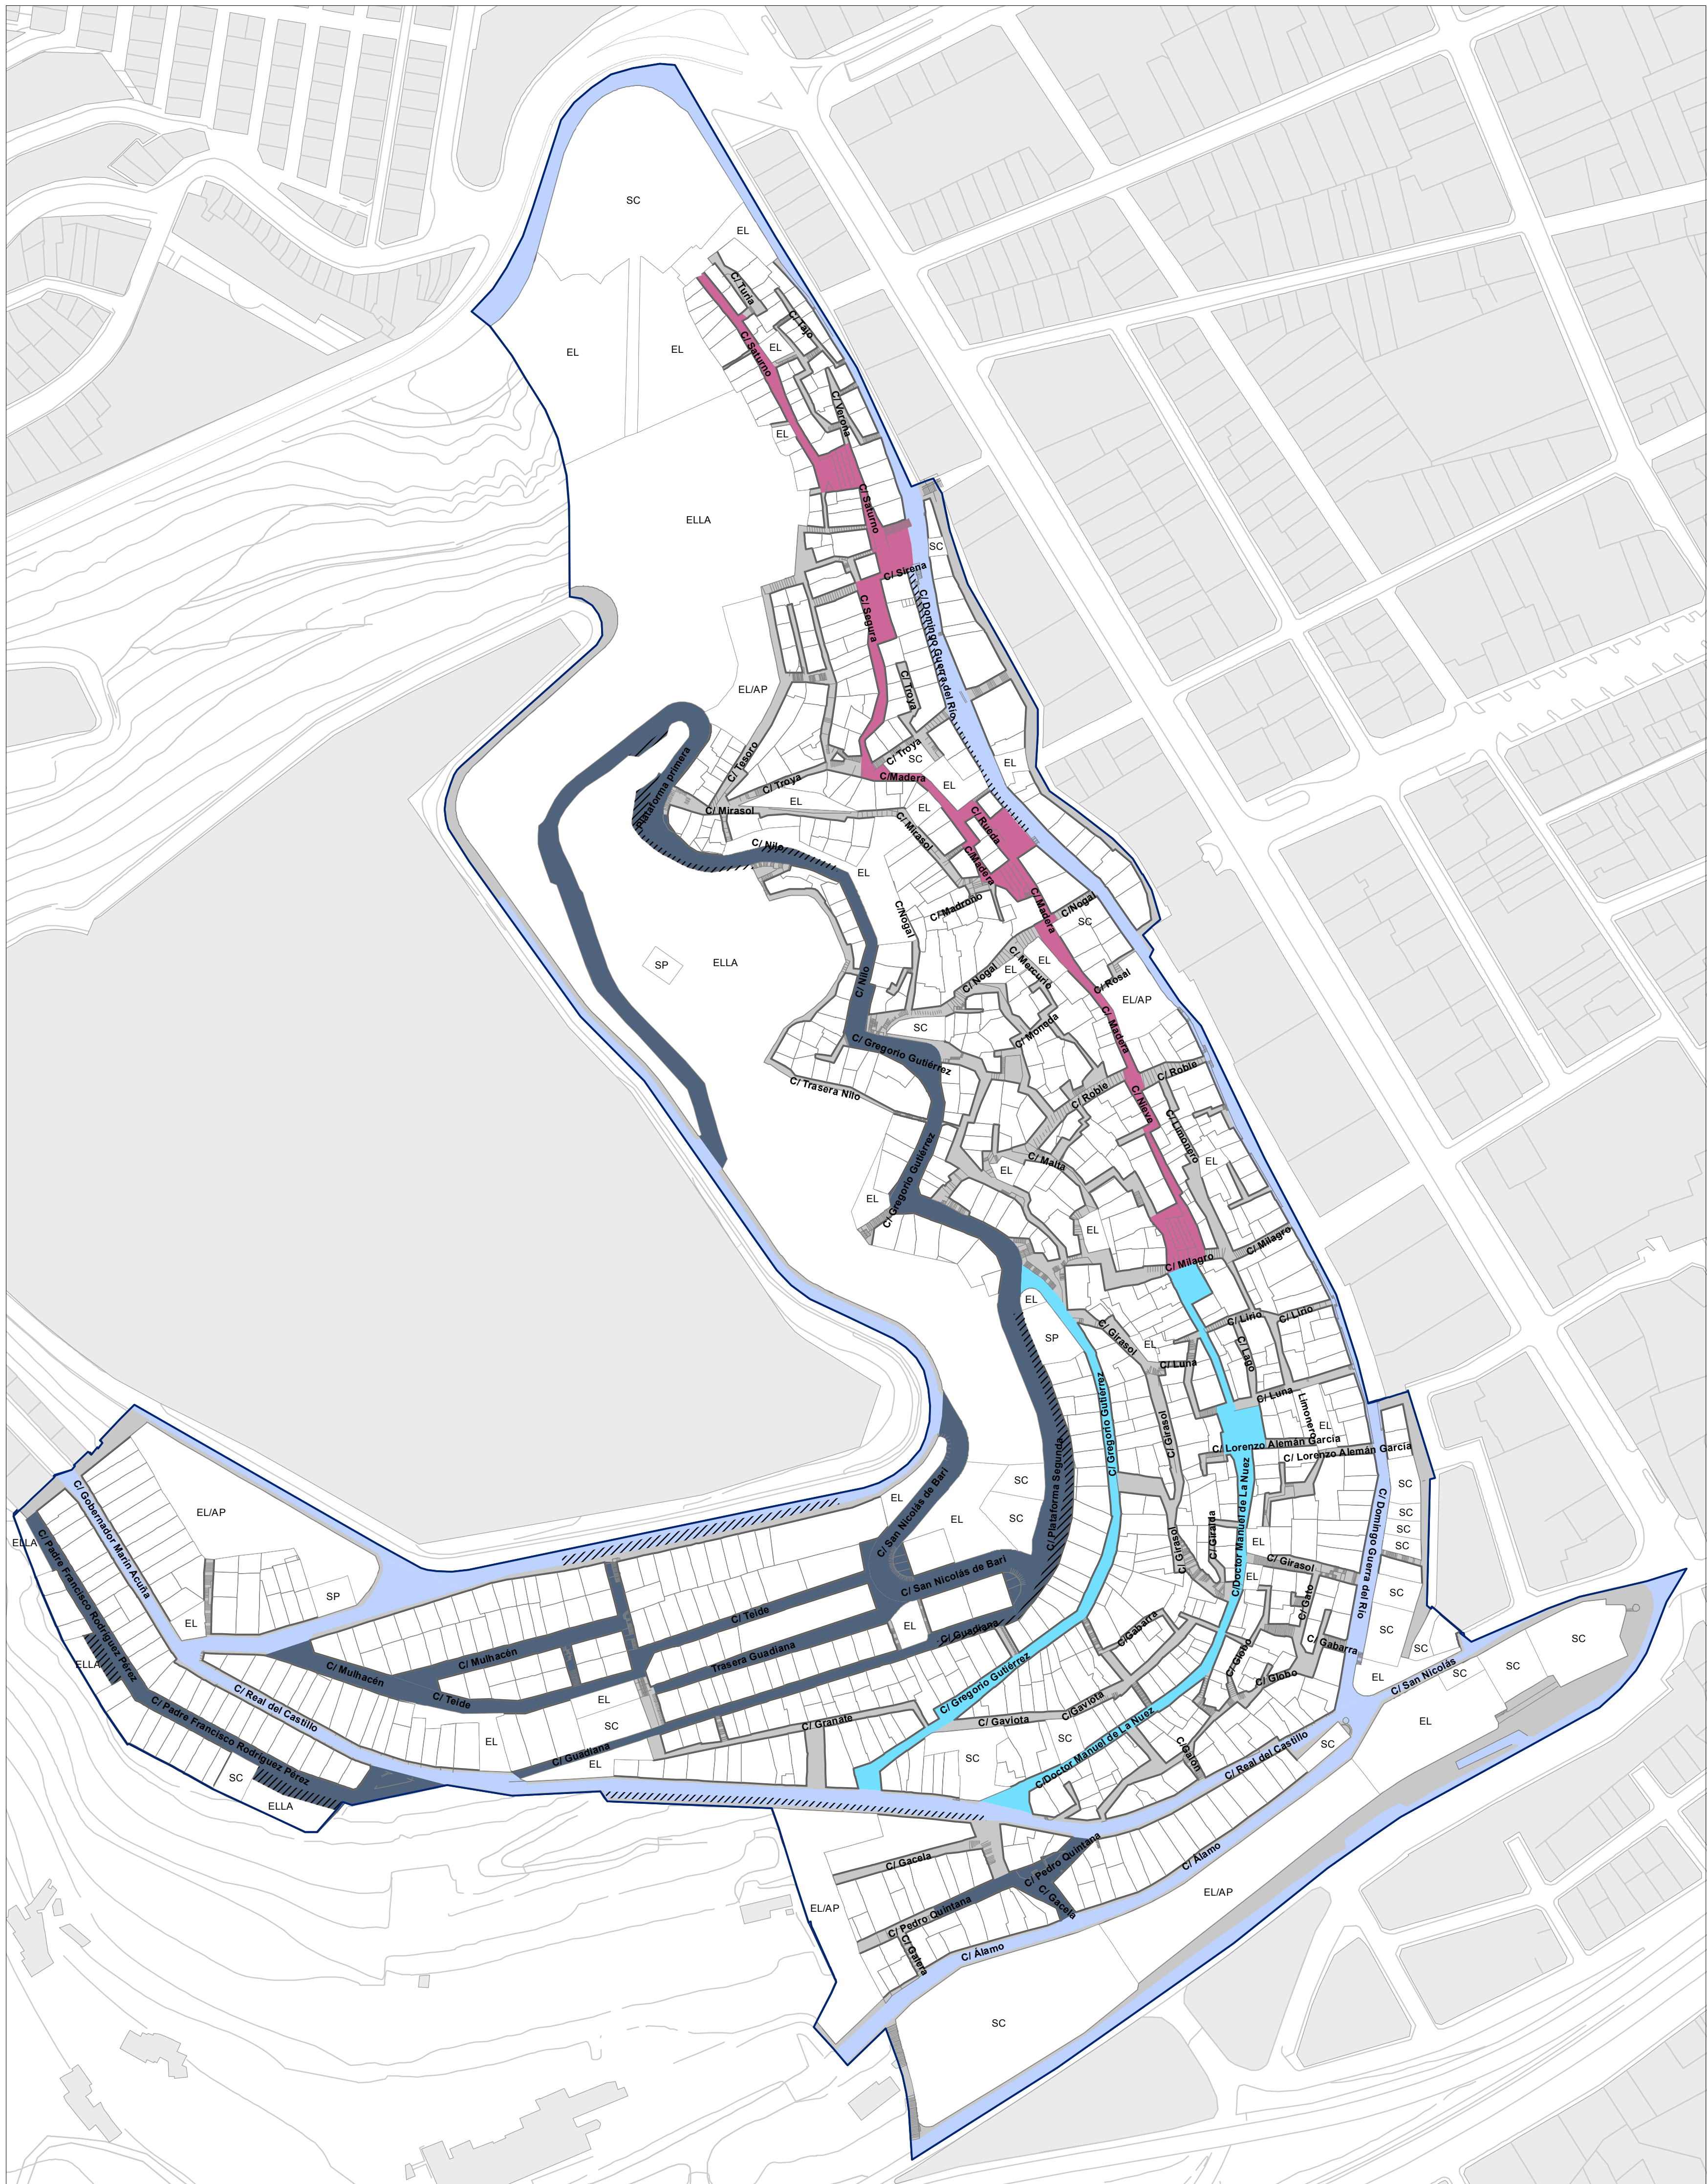 SC
EL
C/ Turia
C/ Tajo
C/ Saturno
EL
EL
EL
C/ Verona
EL
C/ Saturno
ELLA
SC
C/ Sirena
C/ Segura
C/ Domingo Guerra del Río
C/ Troya
EL/AP
C/ Tesoro
Plataforma primera
C/ Troya
SC
EL
C/Madera
EL
C/ Troya
EL
C/ Mirasol
EL
C/ Rueda
C/ Mirasol
C/ Nilo
C/Madera
EL
C/Madrono
C/Nogal
C/ Madera
C/Nogal
SC
SP
ELLA
C/ Nilo
C/ Nogal
C/ Mercurio
EL
EL
C/ Rosal
EL/AP
SC
C/ Moneda
C/ Madera
C/ Gregorio Gutiérrez
C/ Trasera Nilo
C/ Roble
C/ Roble
C/ Nieve
C/ Limonero
C/ Malta
EL
EL
C/ Gregorio Gutiérrez
EL
EL
C/ Milagro
C/ Milagro
EL
SP
C/ Girasol
EL
C/ Lirio
C/ Lirio
C/ Lago
C/ Luna
C/ Luna
Limonero
EL
C/ Gregorio Gutiérrez
C/ Girasol
C/ Lorenzo Alemán García
C/ Lorenzo Alemán García
C/ Plataforma Segunda
SC
SC
EL
EL
C/ San Nicolás de Bari
C/Doctor Manuel de La Nuez
C/ Domingo Guerra del Río
SC
SC
SC
SC
C/ Gobernador Marín Acuña
EL/AP
ELLA
C/ Padre Francisco Rodríguez Pérez
C/ Giralda
EL
C/ Girasol
C/ Girasol
EL
C/ San Nicolás de Bari
SP
C/ Gato
SC
EL
C/ Teide
EL
C/ Guadiana
C/Gabarra
C/ Gabarra
SC
SC
SC
ELLA
C/ Mulhacén
C/ Mulhacén
Trasera Guadiana
C/ Globo
C/ Globo
C/ Gregorio Gutiérrez
C/ San Nicolás
EL
SC
SC
C/ Teide
C/ Real del Castillo
EL
SC
C/ Granate
C/ Gaviota
C/Gaviota
EL
C/ Padre Francisco Rodríguez Pérez
EL
C/ Guadiana
EL
SC
SC
C/Doctor Manuel de La Nuez
C/Galón
C/ Real del Castillo
SC
SC
ELLA
C/ Gacela
C/ Pedro Quintana
C/ Álamo
C/ Gacela
EL/AP
EL/AP
C/ Pedro Quintana
C/ Galera
C/ Álamo
SC